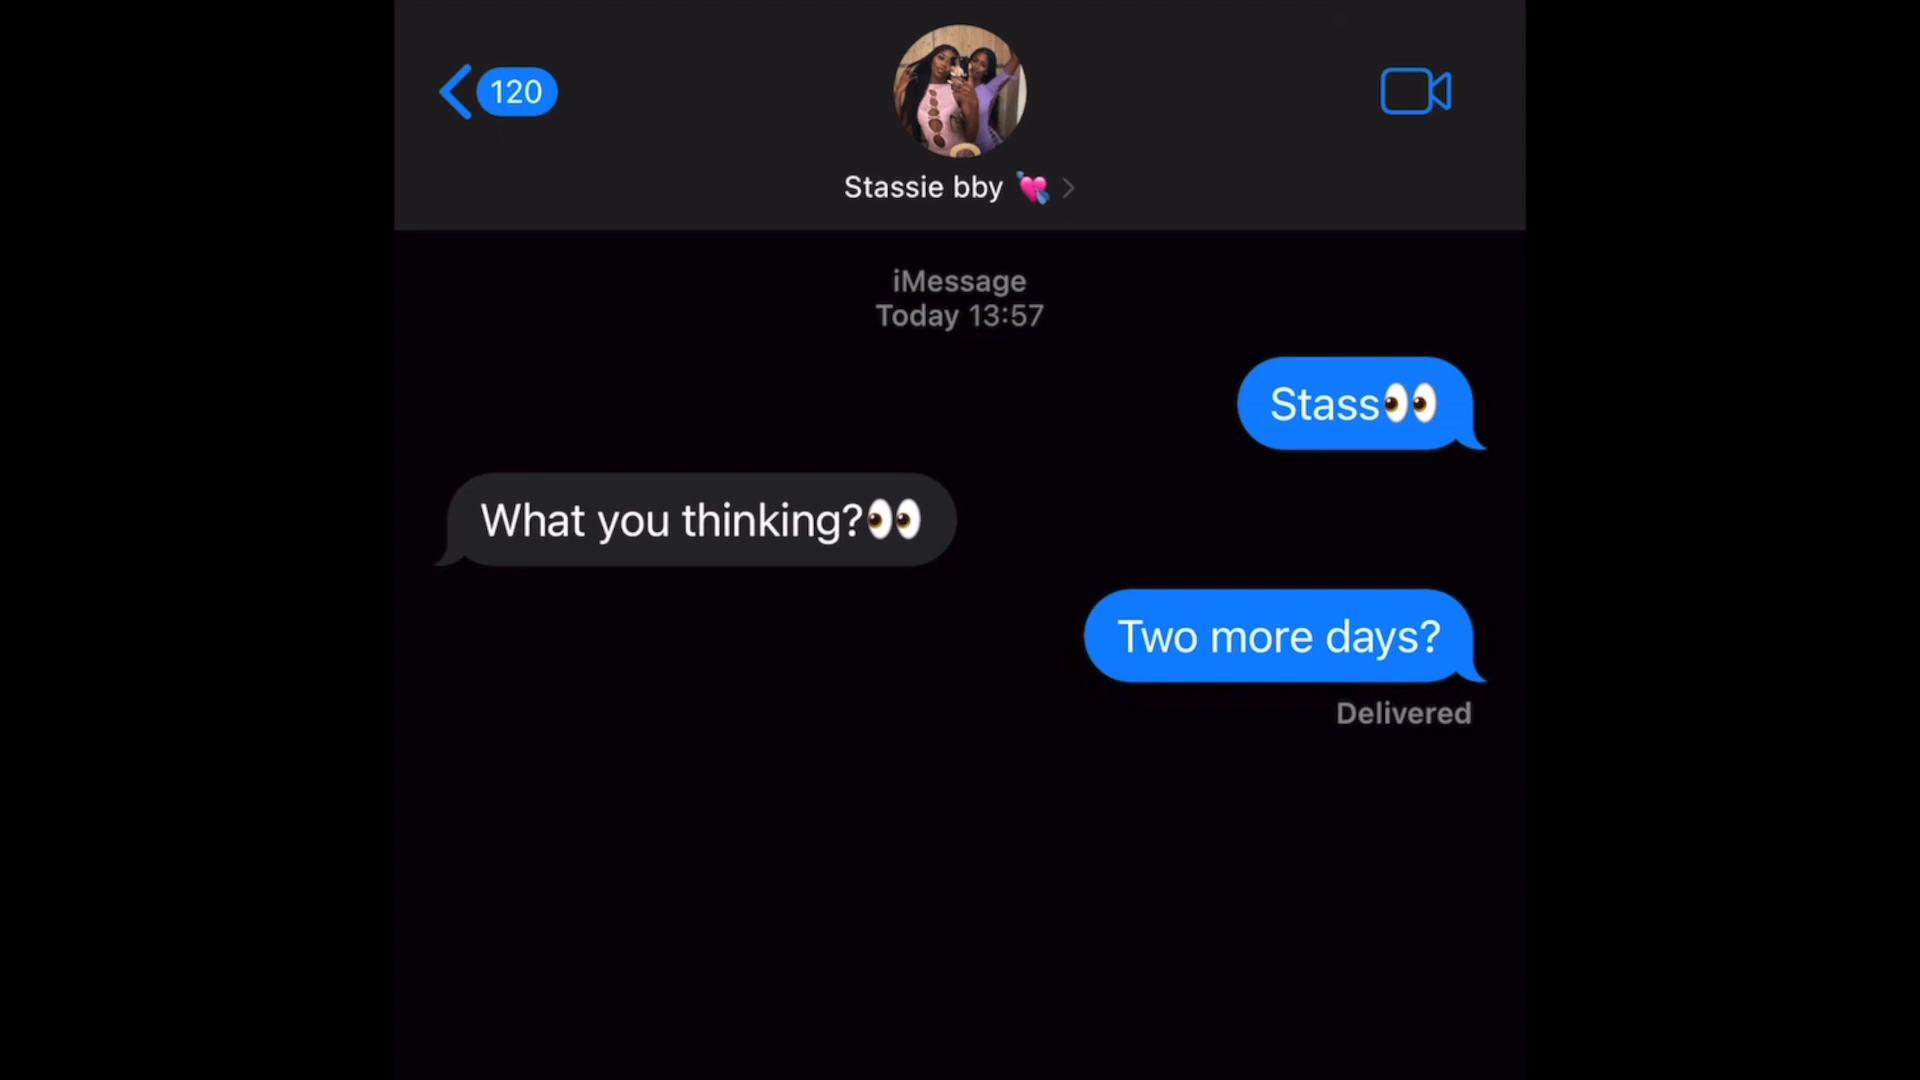 120
Stassie bby 💘
iMessage
Today 13:57
Stass👀
What you thinking?👀
Two more days?
Delivered